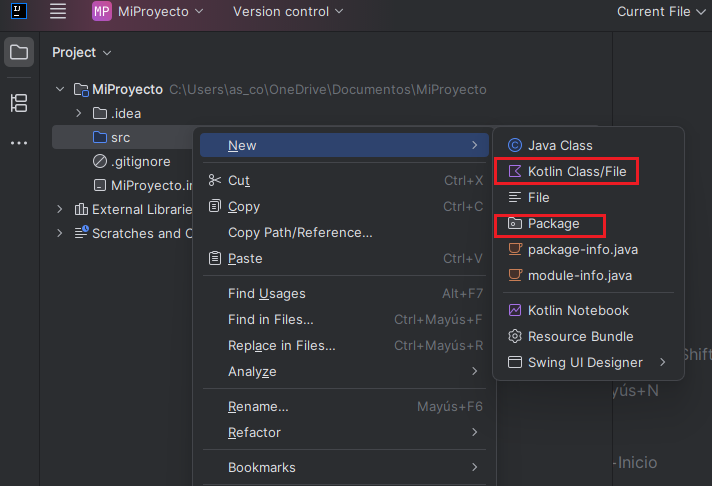 IJ
MP MiProyecto Version control Current File
Project
MiProyecto C:\Users\as_co\OneDrive\Documentos\MiProyecto
.idea
src
.gitignore
MiProyecto.i
External Librarie
Scratches and C
New
Cut Ctrl+X
Copy Ctrl+C
Copy Path/Reference...
Paste Ctrl+V
Find Usages Alt+F7
Find in Files... Ctrl+Mayús+F
Replace in Files... Ctrl+Mayús+R
Analyze
Rename... Mayús+F6
Refactor
Bookmarks
Java Class
Kotlin Class/File
File
Package
package-info.java
module-info.java
Kotlin Notebook
Resource Bundle
Swing UI Designer
Shift
yús+N
-Inicio